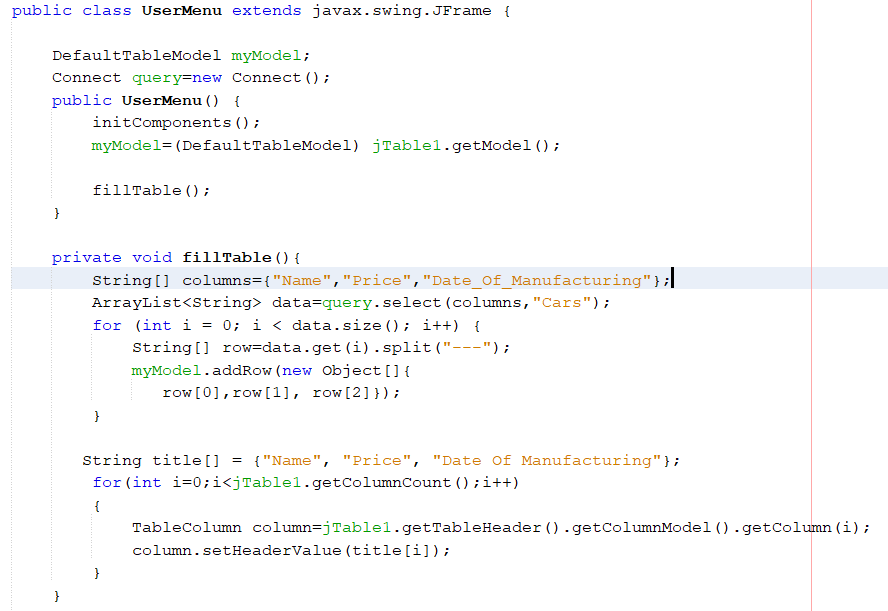 public class UserMenu extends javax.swing.JFrame {
DefaultTableModel myModel;
Connect query=new Connect();
public UserMenu() {
initComponents();
myModel=(DefaultTableModel) jTable1.getModel();
fillTable();
}
private void fillTable(){
String[] columns={"Name","Price","Date_Of_Manufacturing"};
ArrayList<String> data=query.select(columns,"Cars");
for (int i = 0; i < data.size(); i++) {
String[] row=data.get(i).split("---");
myModel.addRow(new Object[]{
row[0],row[1], row[2]});
}
String title[] = {"Name", "Price", "Date Of Manufacturing"};
for(int i=0;i<jTable1.getColumnCount();i++)
{
TableColumn column=jTable1.getTableHeader().getColumnModel().getColumn(i);
column.setHeaderValue(title[i]);
}
}